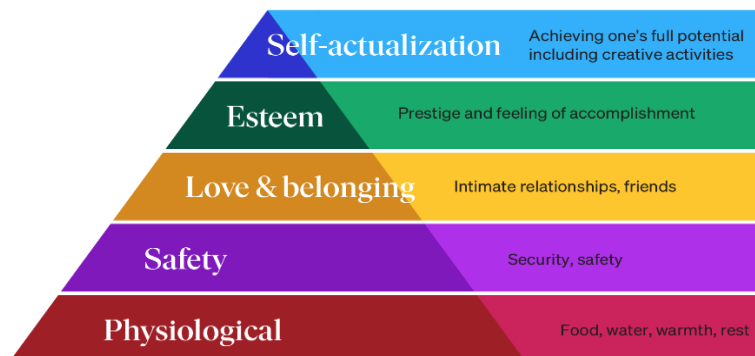 Self-actualization
Achieving one's full potential
including creative activities
Esteem
Prestige and feeling of accomplishment
Love & belonging
Intimate relationships, friends
Safety
Security, safety
Physiological
Food, water, warmth, rest